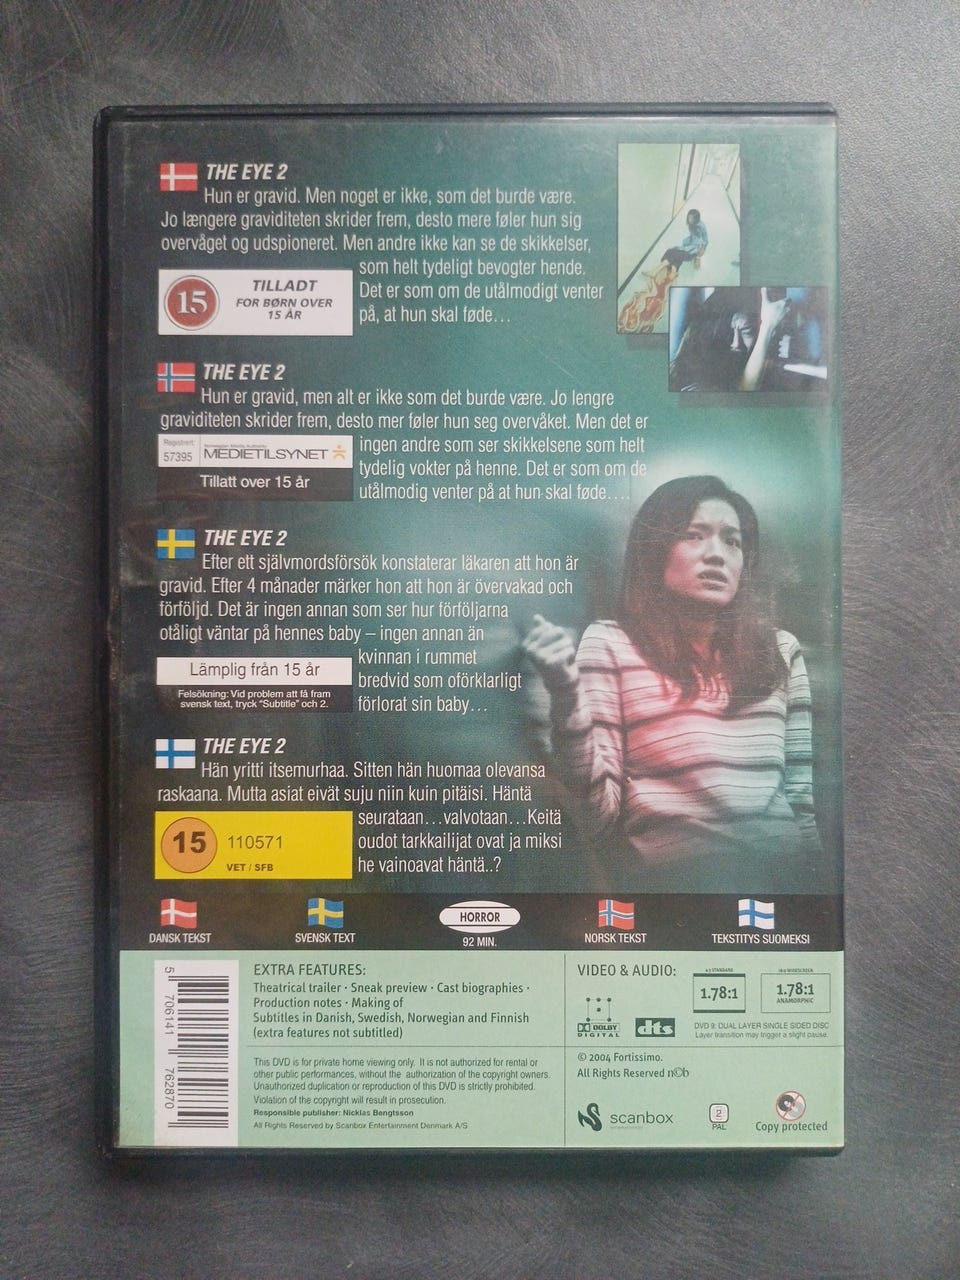 THE EYE 2
Hun er gravid. Men noget er ikke, som det burde være.
Jo længere graviditeten skrider frem, desto mere føler hun sig
overvåget og udspioneret. Men andre ikke kan se de skikkelser,
som helt tydeligt bevogter hende.
Det er som om de utålmodigt venter
på, at hun skal føde...
15
TILLADT
FOR BØRN OVER
15 ÅR
THE EYE 2
Hun er gravid, men alt er ikke som det burde være. Jo lengre
graviditeten skrider frem, desto mer føler hun seg overvåket. Men det er
ingen andre som ser skikkelsene som helt
tydelig vokter på henne. Det er som om de
utålmodig venter på at hun skal føde....
Registrert
57395
Norwegian Media Authority
MEDIETILSYNET
Tillatt over 15 år
THE EYE 2
Efter ett självmordsförsök konstaterar läkaren att hon är
gravid. Efter 4 månader märker hon att hon är övervakad och
förföljd. Det är ingen annan som ser hur förföljarna
otåligt väntar på hennes baby – ingen annan än
kvinnan i rummet
bredvid som oförklarligt
förlorat sin baby...
Lämplig från 15 år
Felsökning: Vid problem att få fram
svensk text, tryck "Subtitle" och 2.
THE EYE 2
Hän yritti itsemurhaa. Sitten hän huomaa olevansa
raskaana. Mutta asiat eivät suju niin kuin pitäisi. Häntä
seurataan...valvotaan...Keitä
oudot tarkkailijat ovat ja miksi
he vainoavat häntä..?
15
110571
VET / SFB
DANSK TEKST
SVENSK TEXT
HORROR
92 MIN.
NORSK TEKST
TEKSTITYS SUOMEKSI
5 706141 762870
EXTRA FEATURES:
Theatrical trailer · Sneak preview · Cast biographies ·
Production notes · Making of
Subtitles in Danish, Swedish, Norwegian and Finnish
(extra features not subtitled)
This DVD is for private home viewing only. It is not authorized for rental or
other public performances, without the authorization of the copyright owners.
Unauthorized duplication or reproduction of this DVD is strictly prohibited.
Violation of the copyright will result in prosecution.
Responsible publisher: Nicklas Bengtsson
All Rights Reserved by Scanbox Entertainment Denmark A/S
VIDEO & AUDIO:
4:3 STANDARD
1.78:1
16:9 WIDESCREEN
1.78:1
ANAMORPHIC
DOLBY
DIGITAL
dts
DVD 9: DUAL LAYER SINGLE SIDED DISC
Layer transition may trigger a slight pause.
© 2004 Fortissimo.
All Rights Reserved n©b
scanbox
entertainment
2
PAL
Copy protected